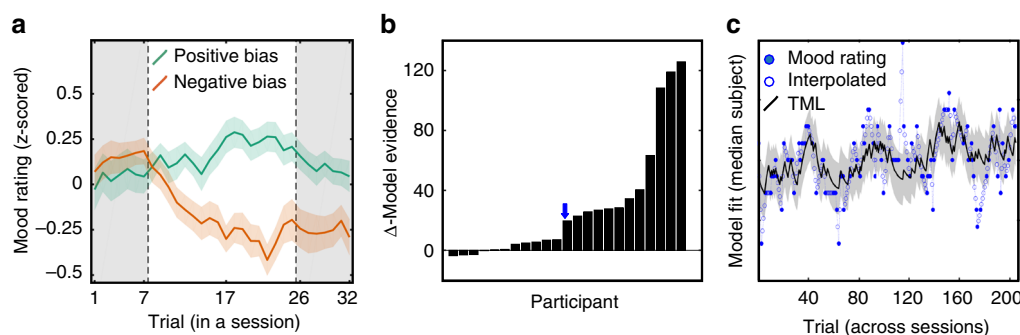 a
Mood rating (z-scored)
0.5
0.25
0
−0.25
−0.5
Positive bias
Negative bias
1
7
17
26
32
Trial (in a session)
b
Δ-Model evidence
120
80
40
0
Participant
c
Model fit (median subject)
Mood rating
Interpolated
TML
40
80
120
160
200
Trial (across sessions)